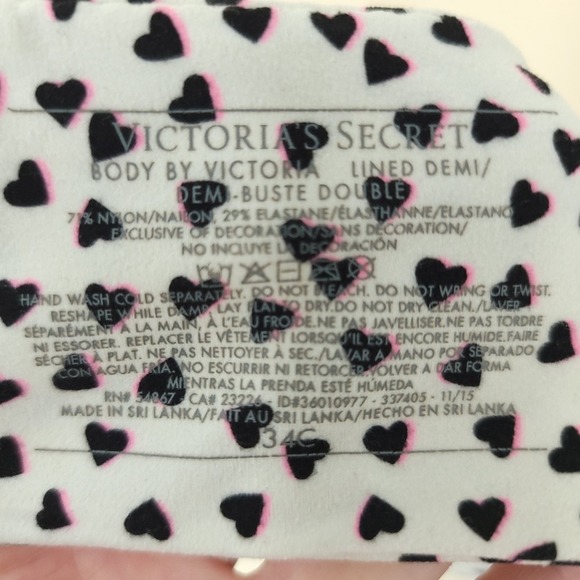 VICTORIA'S SECRET
BODY BY VICTORIA LINED DEMI/
DEMI-BUSTE DOUBLÉ
71% NYLON/NAILON, 29% ELASTANE/ÉLASTHANNE/ELASTANO
EXCLUSIVE OF DECORATION/SANS DECORATION/
NO INCLUYE LA DECORACIÓN
HAND WASH COLD SEPARATELY. DO NOT BLEACH. DO NOT WRING OR TWIST.
RESHAPE WHILE DAMP. LAY FLAT TO DRY.DO NOT DRY CLEAN./LAVER
SÉPARÉMENT À LA MAIN, À L'EAU FROIDE.NE PAS JAVELLISER.NE PAS TORDRE
NI ESSORER. REPLACER LE VÊTEMENT LORSQU'IL EST ENCORE HUMIDE.FAIRE
SÉCHER À PLAT. NE PAS NETTOYER À SEC./LAVAR A MANO POR SEPARADO
CON AGUA FRÍA. NO ESCURRIR NI RETORCER.VOLVER A DAR FORMA
MIENTRAS LA PRENDA ESTÉ HÚMEDA
RN# 54867 - CA# 23226 - ID#36010977 - 337405 - 11/15
MADE IN SRI LANKA/FAIT AU SRI LANKA/HECHO EN SRI LANKA
34C